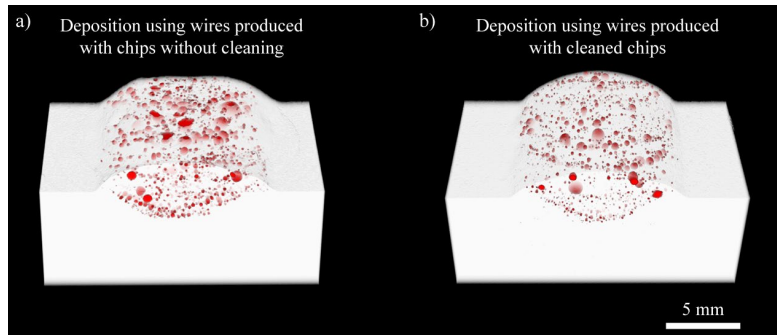 a)
Deposition using wires produced
with chips without cleaning
b)
Deposition using wires produced
with cleaned chips
5 mm